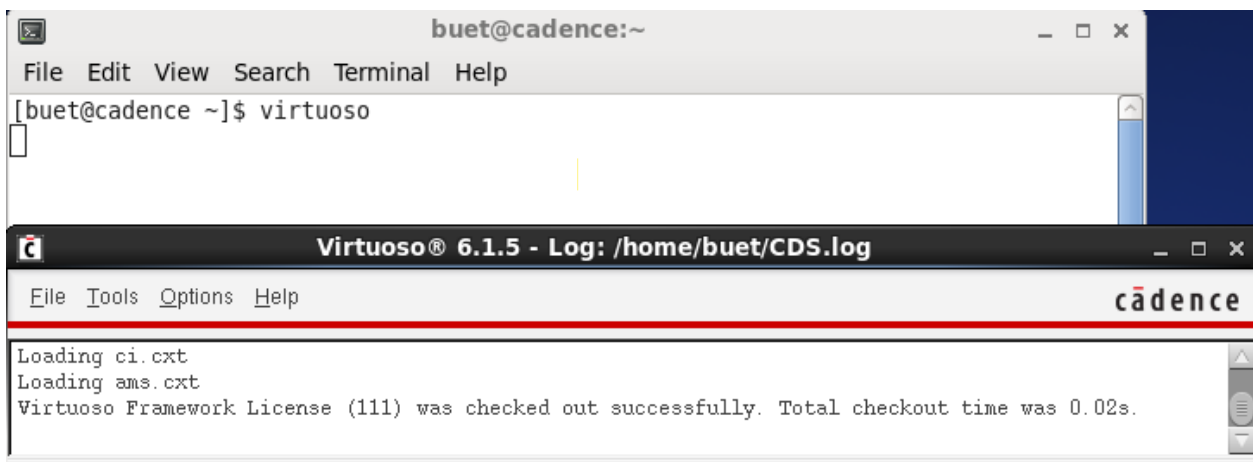 buet@cadence:~
File Edit View Search Terminal Help
[buet@cadence ~]$ virtuoso
Virtuoso® 6.1.5 - Log: /home/buet/CDS.log
File Tools Options Help
cādence
Loading ci.cxt
Loading ams.cxt
Virtuoso Framework License (111) was checked out successfully. Total checkout time was 0.02s.